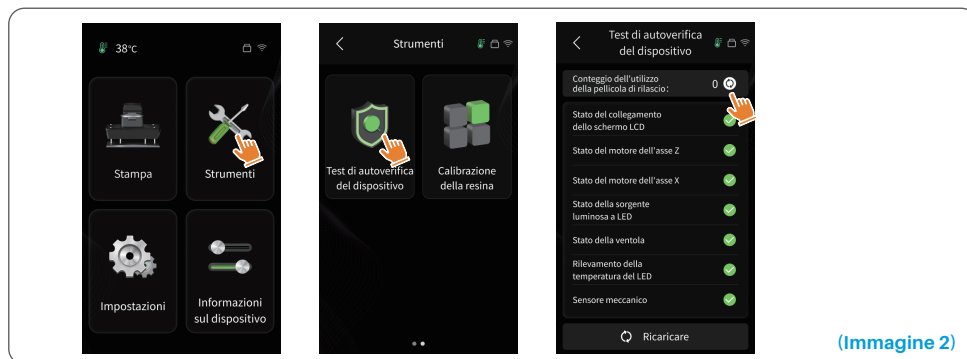 38°C
Stampa
Strumenti
Impostazioni
Informazioni
sul dispositivo
Strumenti
Test di autoverifica
del dispositivo
Calibrazione
della resina
Test di autoverifica
del dispositivo
Conteggio dell'utilizzo
della pellicola di rilascio:
0
Stato del collegamento
dello schermo LCD
Stato del motore dell'asse Z
Stato del motore dell'asse X
Stato della sorgente
luminosa a LED
Stato della ventola
Rilevamento della
temperatura del LED
Sensore meccanico
Ricaricare
(Immagine 2)